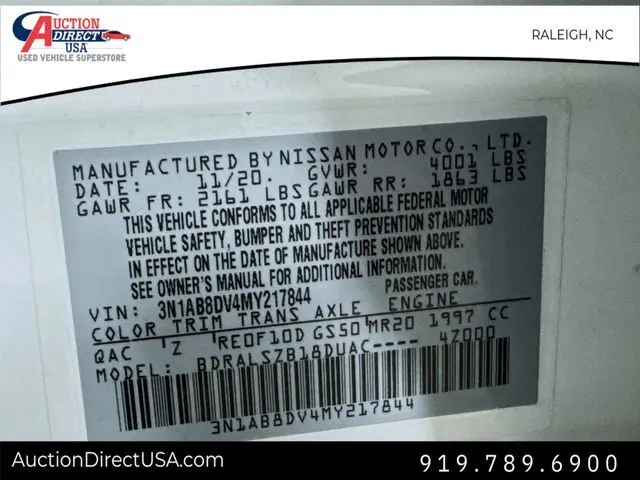 AUCTION
DIRECT
USA
USED VEHICLE SUPERSTORE
RALEIGH, NC
MANUFACTURED BY NISSAN MOTOR CO., LTD.
DATE: 11/20. GVWR: 4001 LBS
GAWR FR: 2161 LBS GAWR RR: 1863 LBS
THIS VEHICLE CONFORMS TO ALL APPLICABLE FEDERAL MOTOR
VEHICLE SAFETY, BUMPER AND THEFT PREVENTION STANDARDS
IN EFFECT ON THE DATE OF MANUFACTURE SHOWN ABOVE.
SEE OWNER'S MANUAL FOR ADDITIONAL INFORMATION.
VIN: 3N1AB8DV4MY217844 PASSENGER CAR.
COLOR TRIM TRANS AXLE ENGINE
QAC Z RE0F10D GS50 MR20 1997 CC
MODEL: BDRALSZB18DUAC---- 47000
3N1AB8DV4MY217844
AuctionDirectUSA.com
919.789.6900